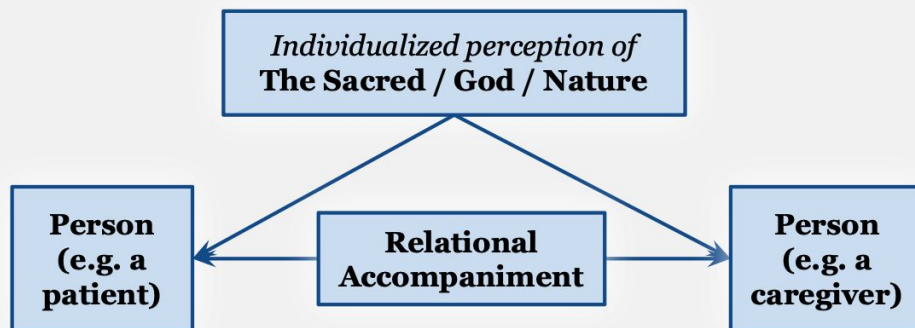 Individualized perception of
The Sacred / God / Nature
Person
(e.g. a
patient)
Relational
Accompaniment
Person
(e.g. a
caregiver)